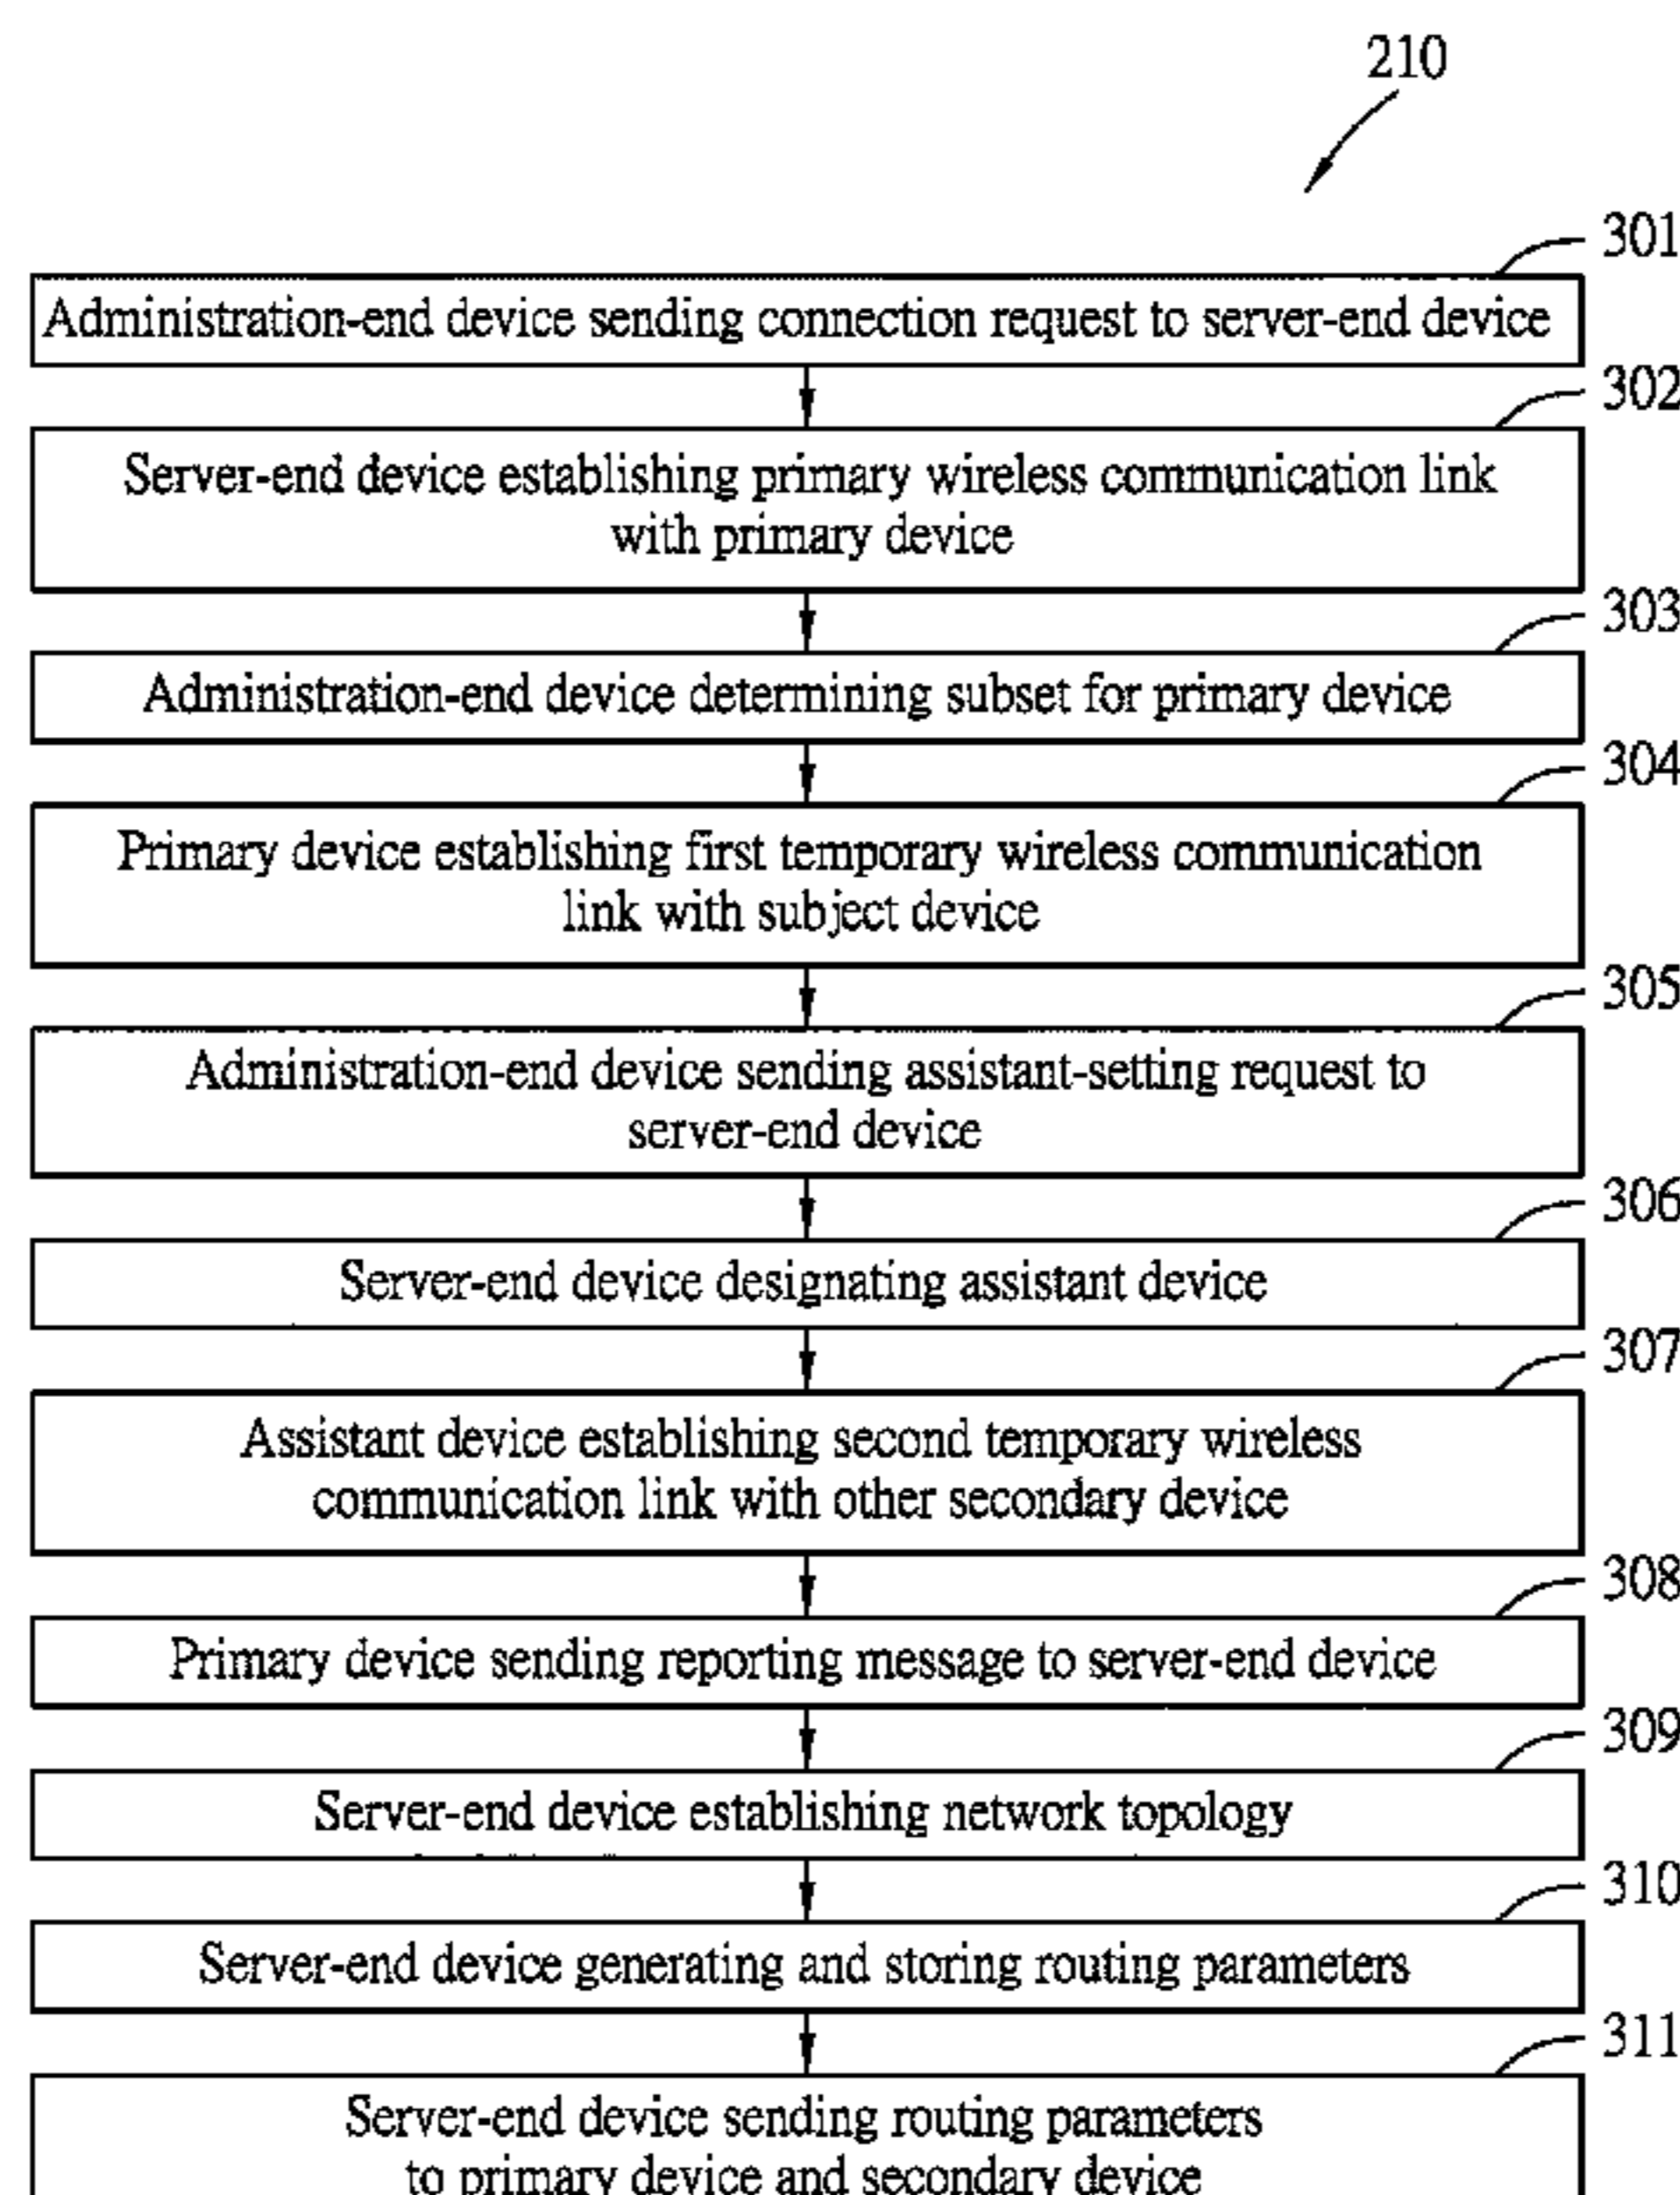 210
301
Administration-end device sending connection request to server-end device
302
Server-end device establishing primary wireless communication link
with primary device
303
Administration-end device determining subset for primary device
304
Primary device establishing first temporary wireless communication
link with subject device
305
Administration-end device sending assistant-setting request to
server-end device
306
Server-end device designating assistant device
307
Assistant device establishing second temporary wireless
communication link with other secondary device
308
Primary device sending reporting message to server-end device
309
Server-end device establishing network topology
310
Server-end device generating and storing routing parameters
311
Server-end device sending routing parameters
to primary device and secondary device